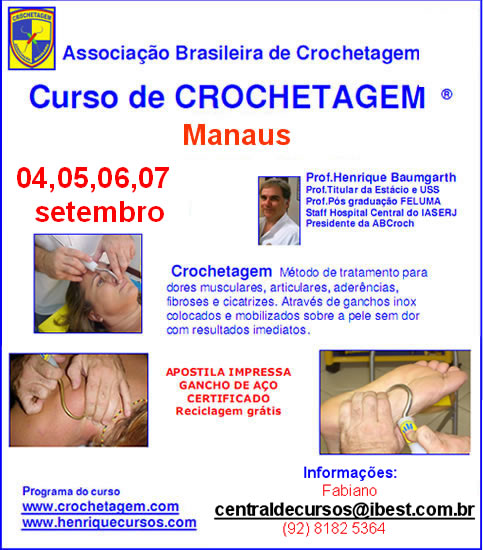 CROCHETAGEM
Associação Brasileira de Crochetagem
Curso de CROCHETAGEM ®
Manaus
04,05,06,07
setembro
Prof.Henrique Baumgarth
Prof.Titular da Estácio e USS
Prof.Pós graduação FELUMA
Staff Hospital Central do IASERJ
Presidente da ABCroch
Crochetagem Método de tratamento para
dores musculares, articulares, aderências,
fibroses e cicatrizes. Através de ganchos inox
colocados e mobilizados sobre a pele sem dor
com resultados imediatos.
APOSTILA IMPRESSA
GANCHO DE AÇO
CERTIFICADO
Reciclagem grátis
Informações:
Fabiano
centraldecursos@ibest.com.br
(92) 8182 5364
Programa do curso
www.crochetagem.com
www.henriquecursos.com